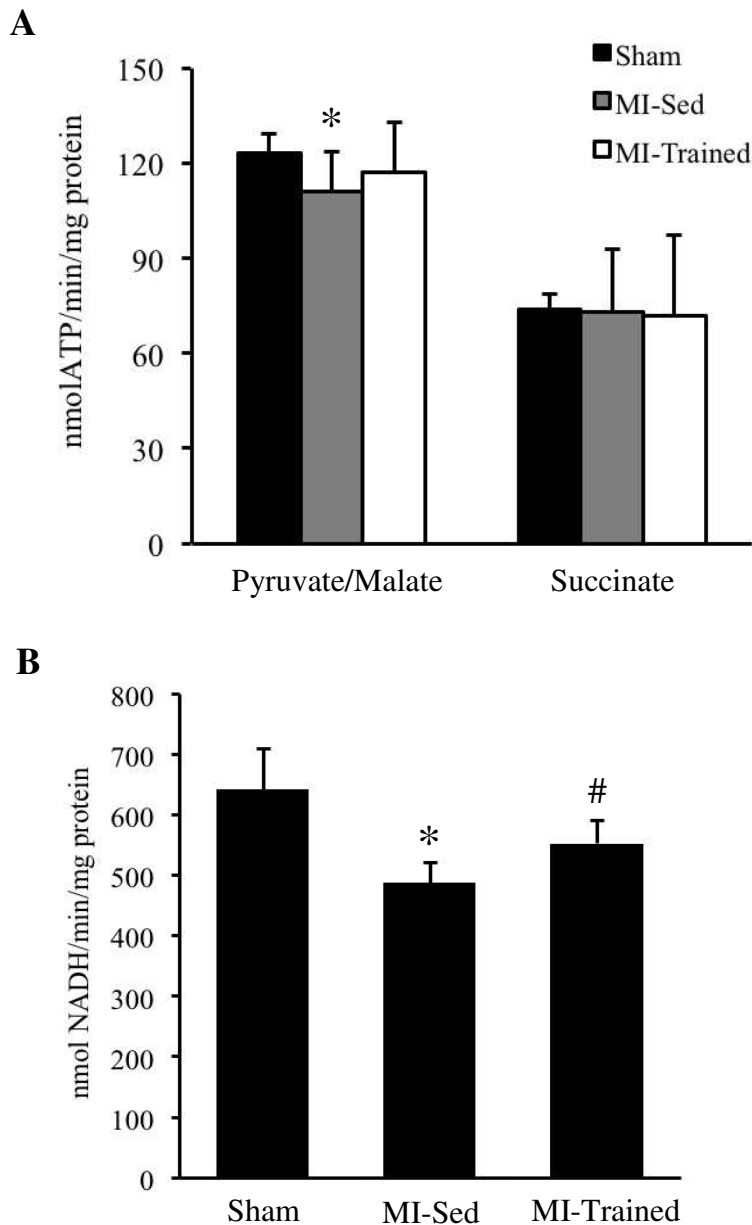 A
Sham
MI-Sed
MI-Trained
nmolATP/min/mg protein
150
120
90
60
30
0
*
Pyruvate/Malate
Succinate
B
nmol NADH/min/mg protein
800
700
600
500
400
300
200
100
0
*
#
Sham
MI-Sed
MI-Trained